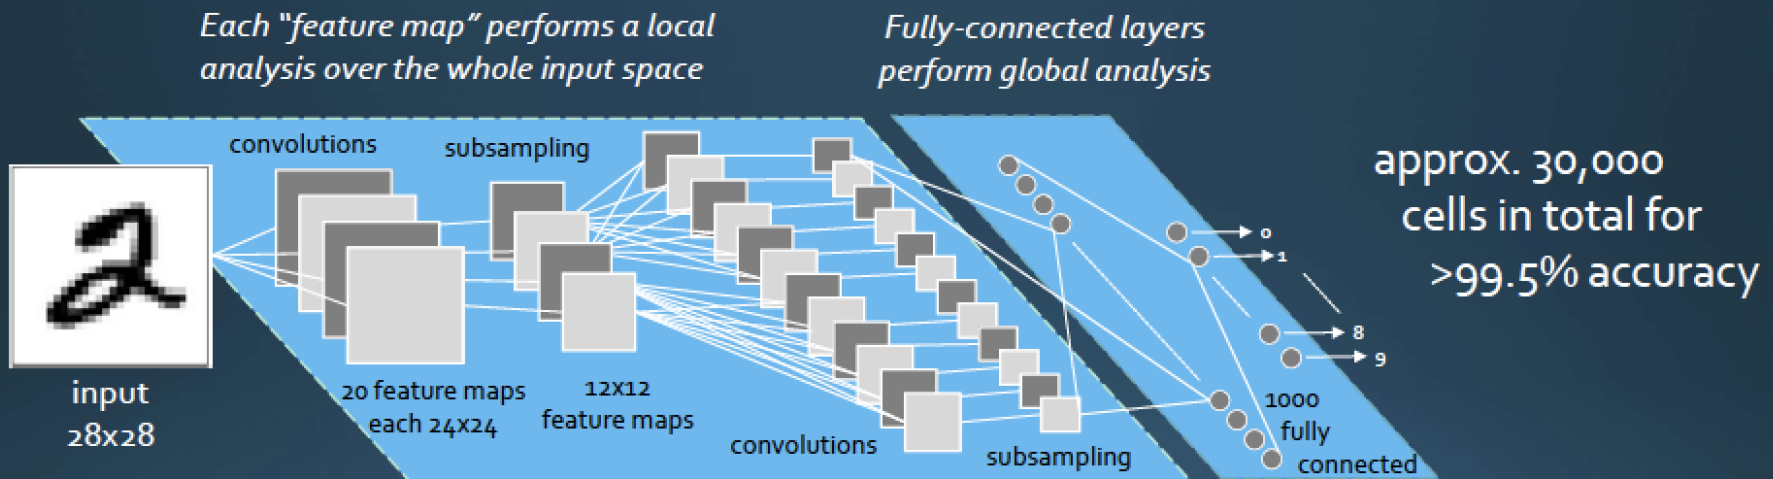 Each “feature map” performs a local
analysis over the whole input space
Fully-connected layers
perform global analysis
convolutions
subsampling
input
28x28
20 feature maps
each 24x24
12x12
feature maps
convolutions
subsampling
0
1
8
9
1000
fully
connected
approx. 30,000
cells in total for
>99.5% accuracy